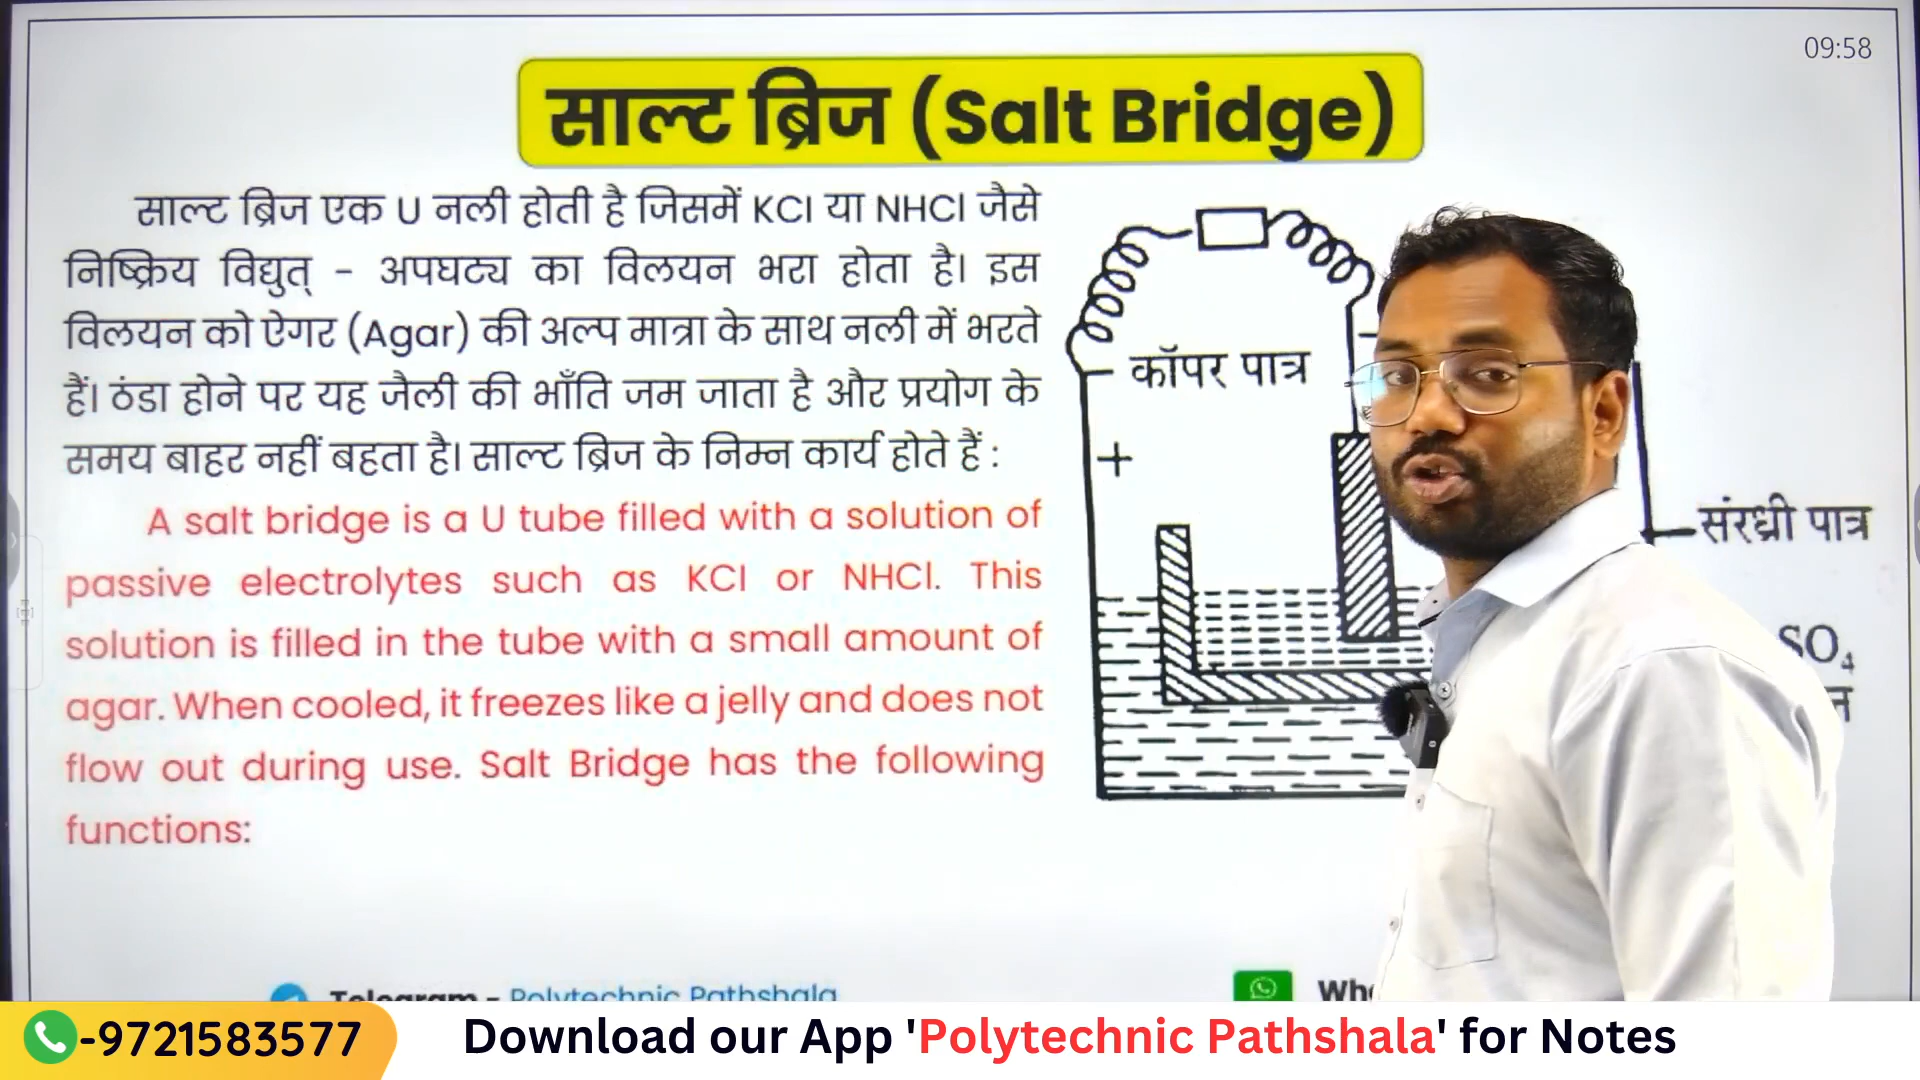 09:58
साल्ट ब्रिज (Salt Bridge)
साल्ट ब्रिज एक U नली होती है जिसमें KCl या NHCl जैसे
निष्क्रिय विद्युत् - अपघट्य का विलयन भरा होता है। इस
विलयन को ऐगर (Agar) की अल्प मात्रा के साथ नली में भरते
हैं। ठंडा होने पर यह जैली की भाँति जम जाता है और प्रयोग के
समय बाहर नहीं बहता है। साल्ट ब्रिज के निम्न कार्य होते हैं :
A salt bridge is a U tube filled with a solution of
passive electrolytes such as KCl or NHCl. This
solution is filled in the tube with a small amount of
agar. When cooled, it freezes like a jelly and does not
flow out during use. Salt Bridge has the following
functions:
कॉपर पात्र
+
–
संरध्री पात्र
SO₄
Telegram - Polytechnic Pathshala
-9721583577
Download our App 'Polytechnic Pathshala' for Notes